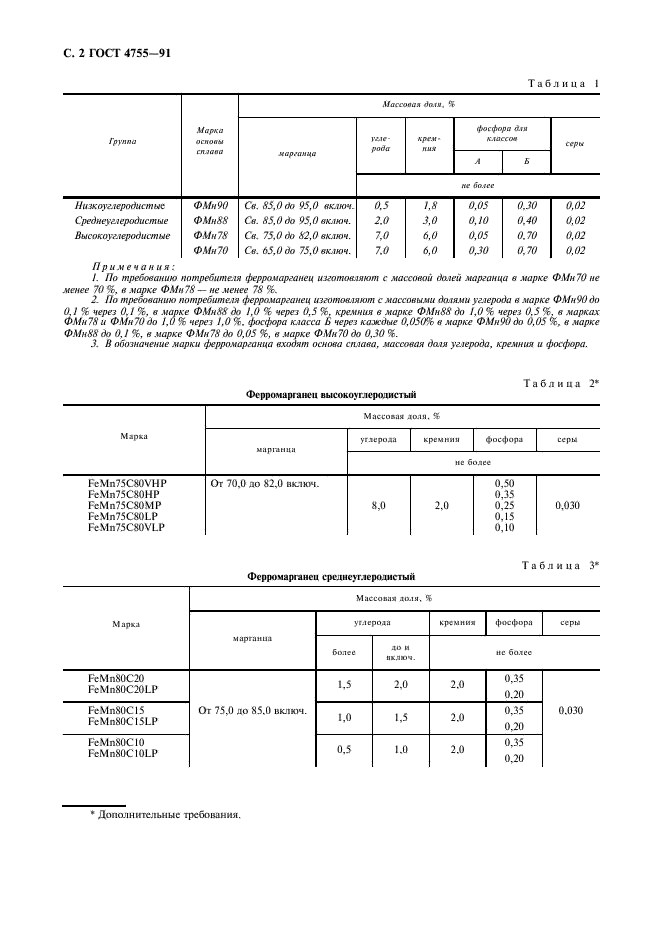 С. 2 ГОСТ 4755—91
Таблица 1
Группа
Марка основы сплава
Массовая доля, %
марганца
угле-
рода
крем-
ния
фосфора для
классов
серы
А Б
не более
Низкоуглеродистые ФМн90 Св. 85,0 до 95,0 включ. 0,5 1,8 0,05 0,30 0,02
Среднеуглеродистые ФМн88 Св. 85,0 до 95,0 включ. 2,0 3,0 0,10 0,40 0,02
Высокоуглеродистые ФМн78 Св. 75,0 до 82,0 включ. 7,0 6,0 0,05 0,70 0,02
ФМн70 Св. 65,0 до 75,0 включ. 7,0 6,0 0,30 0,70 0,02
Примечания:
1. По требованию потребителя ферромарганец изготовляют с массовой долей марганца в марке ФМн70 не
менее 70 %, в марке ФМн78 — не менее 78 %.
2. По требованию потребителя ферромарганец изготовляют с массовыми долями углерода в марке ФМн90 до
0,1 % через 0,1 %, в марке ФМн88 до 1,0 % через 0,5 %, кремния в марке ФМн88 до 1,0 % через 0,5 %, в марках
ФМн78 и ФМн70 до 1,0 % через 1,0 %, фосфора класса Б через каждые 0,050% в марке ФМн90 до 0,05 %, в марке
ФМн88 до 0,1 %, в марке ФМн78 до 0,05 %, в марке ФМн70 до 0,30 %.
3. В обозначение марки ферромарганца входят основа сплава, массовая доля углерода, кремния и фосфора.
Таблица 2*
Ферромарганец высокоуглеродистый
Марка
Массовая доля, %
марганца
углерода кремния фосфора серы
не более
FeMn75C80VHP От 70,0 до 82,0 включ. 0,50
FeMn75C80HP 0,35
FeMn75C80MP 8,0 2,0 0,25 0,030
FeMn75C80LP 0,15
FeMn75C80VLP 0,10
Таблица 3*
Ферромарганец среднеуглеродистый
Марка
Массовая доля, %
марганца
углерода кремния фосфора серы
более
до и
включ.
не более
FeMn80C20 0,35
FeMn80C20LP 1,5 2,0 2,0 0,20
FeMn80C15 От 75,0 до 85,0 включ. 0,35 0,030
FeMn80C15LP 1,0 1,5 2,0 0,20
FeMn80C10 0,35
FeMn80C10LP 0,5 1,0 2,0 0,20
* Дополнительные требования.